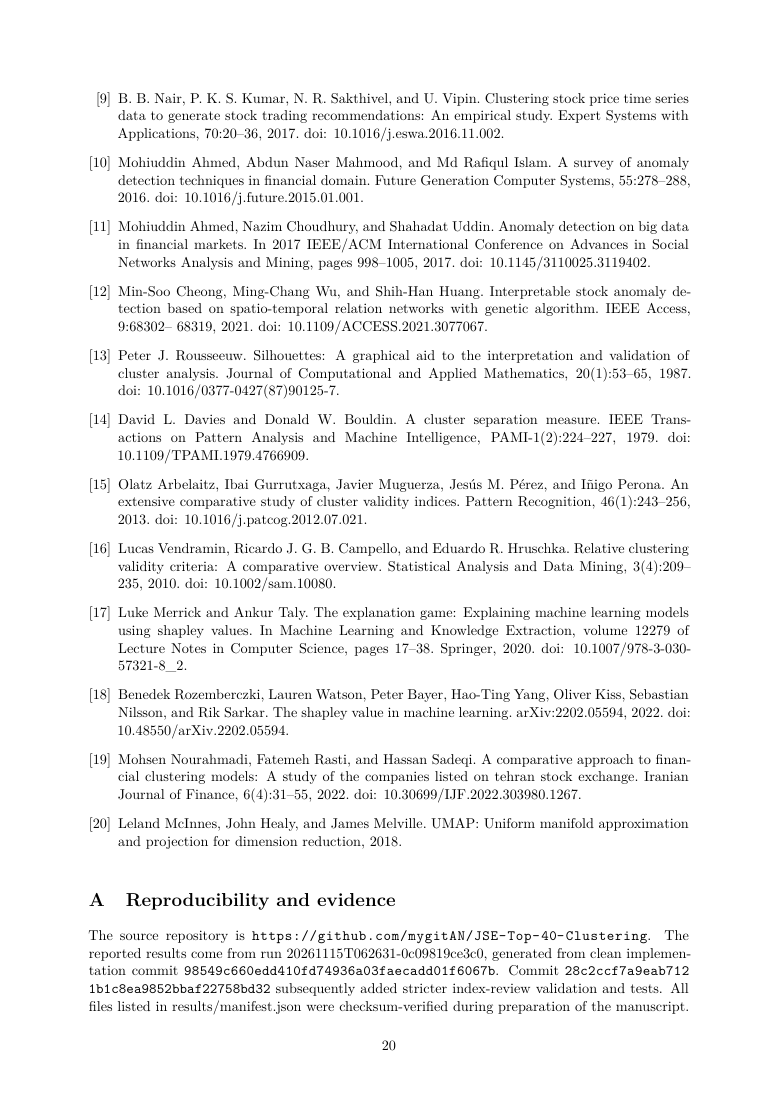 [9] B. B. Nair, P. K. S. Kumar, N. R. Sakthivel, and U. Vipin. Clustering stock price time series
data to generate stock trading recommendations: An empirical study. Expert Systems with
Applications, 70:20–36, 2017. doi: 10.1016/j.eswa.2016.11.002.
[10] Mohiuddin Ahmed, Abdun Naser Mahmood, and Md Rafiqul Islam. A survey of anomaly
detection techniques in financial domain. Future Generation Computer Systems, 55:278–288,
2016. doi: 10.1016/j.future.2015.01.001.
[11] Mohiuddin Ahmed, Nazim Choudhury, and Shahadat Uddin. Anomaly detection on big data
in financial markets. In 2017 IEEE/ACM International Conference on Advances in Social
Networks Analysis and Mining, pages 998–1005, 2017. doi: 10.1145/3110025.3119402.
[12] Min-Soo Cheong, Ming-Chang Wu, and Shih-Han Huang. Interpretable stock anomaly de-
tection based on spatio-temporal relation networks with genetic algorithm. IEEE Access,
9:68302– 68319, 2021. doi: 10.1109/ACCESS.2021.3077067.
[13] Peter J. Rousseeuw. Silhouettes: A graphical aid to the interpretation and validation of
cluster analysis. Journal of Computational and Applied Mathematics, 20(1):53–65, 1987.
doi: 10.1016/0377-0427(87)90125-7.
[14] David L. Davies and Donald W. Bouldin. A cluster separation measure. IEEE Trans-
actions on Pattern Analysis and Machine Intelligence, PAMI-1(2):224–227, 1979. doi:
10.1109/TPAMI.1979.4766909.
[15] Olatz Arbelaitz, Ibai Gurrutxaga, Javier Muguerza, Jesús M. Pérez, and Iñigo Perona. An
extensive comparative study of cluster validity indices. Pattern Recognition, 46(1):243–256,
2013. doi: 10.1016/j.patcog.2012.07.021.
[16] Lucas Vendramin, Ricardo J. G. B. Campello, and Eduardo R. Hruschka. Relative clustering
validity criteria: A comparative overview. Statistical Analysis and Data Mining, 3(4):209–
235, 2010. doi: 10.1002/sam.10080.
[17] Luke Merrick and Ankur Taly. The explanation game: Explaining machine learning models
using shapley values. In Machine Learning and Knowledge Extraction, volume 12279 of
Lecture Notes in Computer Science, pages 17–38. Springer, 2020. doi: 10.1007/978-3-030-
57321-8_2.
[18] Benedek Rozemberczki, Lauren Watson, Peter Bayer, Hao-Ting Yang, Oliver Kiss, Sebastian
Nilsson, and Rik Sarkar. The shapley value in machine learning. arXiv:2202.05594, 2022. doi:
10.48550/arXiv.2202.05594.
[19] Mohsen Nourahmadi, Fatemeh Rasti, and Hassan Sadeqi. A comparative approach to finan-
cial clustering models: A study of the companies listed on tehran stock exchange. Iranian
Journal of Finance, 6(4):31–55, 2022. doi: 10.30699/IJF.2022.303980.1267.
[20] Leland McInnes, John Healy, and James Melville. UMAP: Uniform manifold approximation
and projection for dimension reduction, 2018.
A Reproducibility and evidence
The source repository is https://github.com/mygitAN/JSE-Top-40-Clustering. The
reported results come from run 20261115T062631-0c09819ce3c0, generated from clean implemen-
tation commit 98549c660edd410fd74936a03faecadd01f6067b. Commit 28c2ccf7a9eab712
1b1c8ea9852bbaf22758bd32 subsequently added stricter index-review validation and tests. All
files listed in results/manifest.json were checksum-verified during preparation of the manuscript.
20